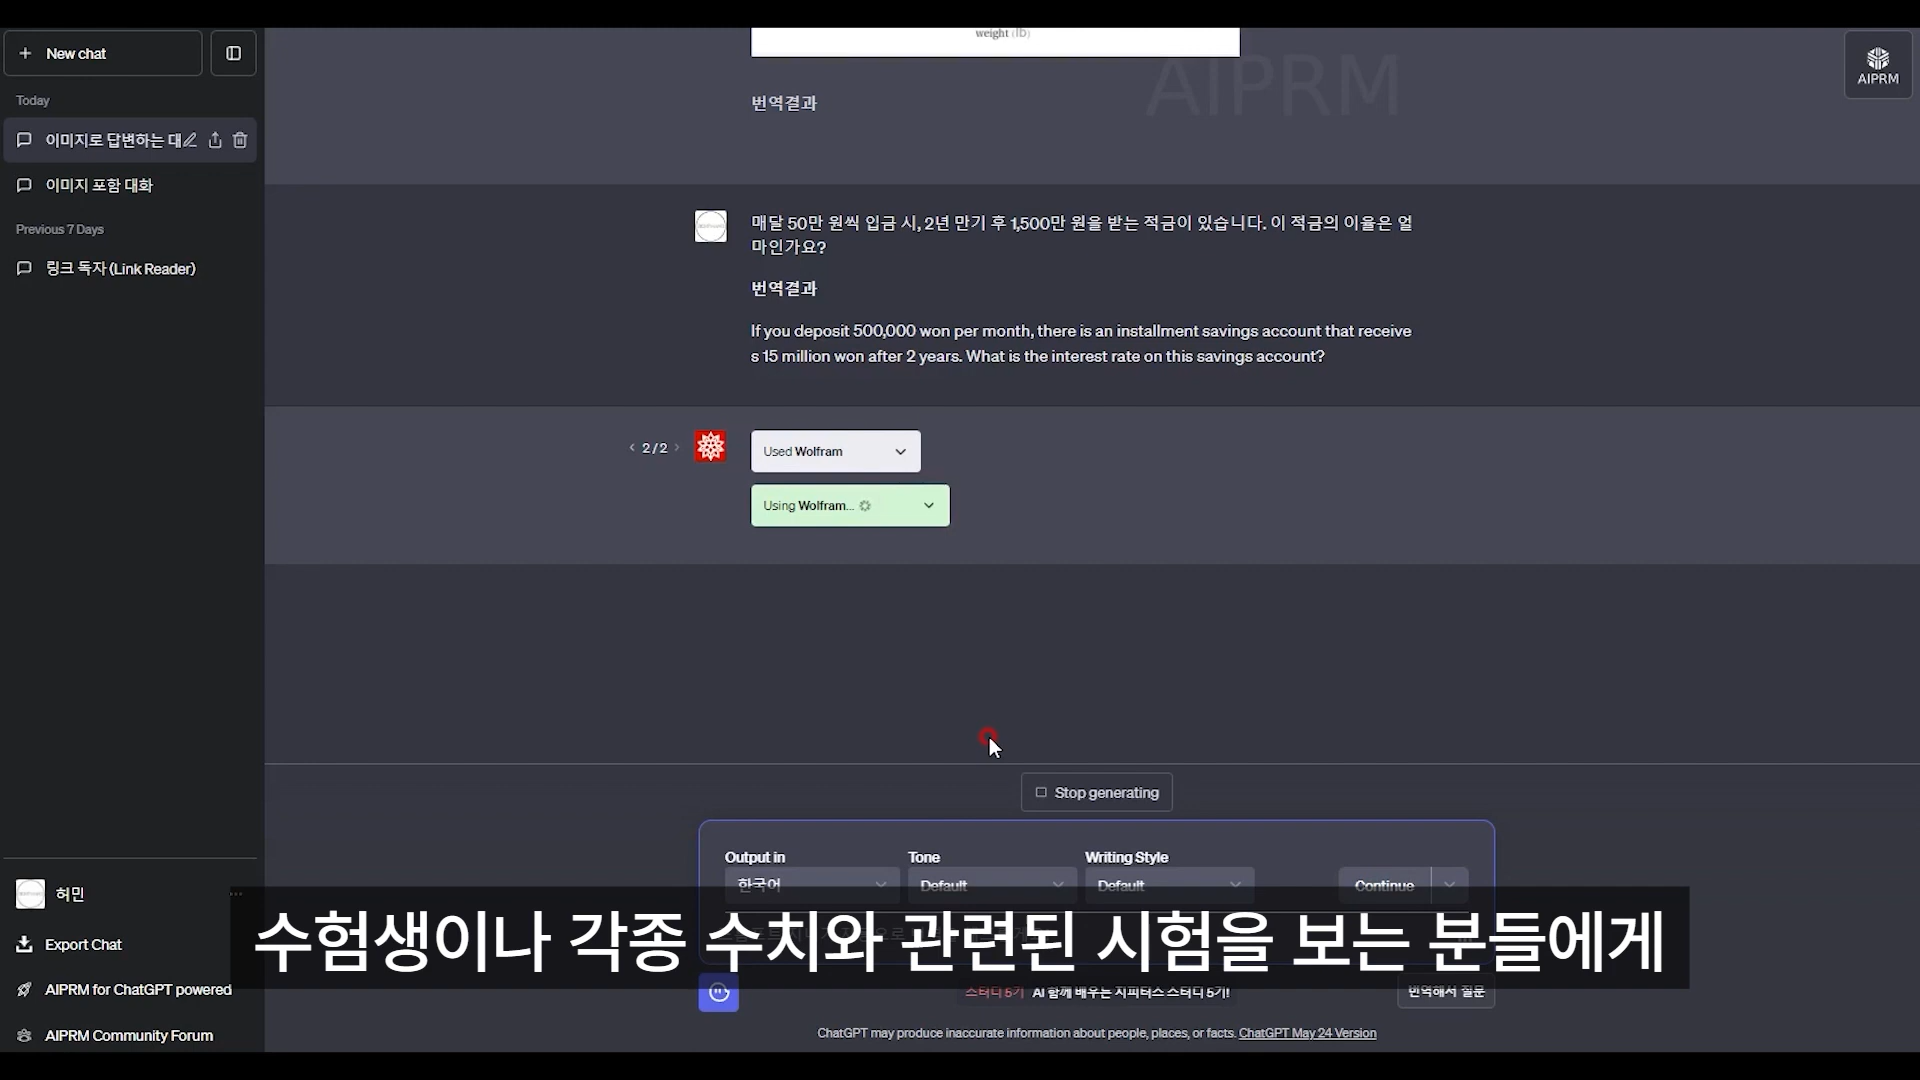 New chat
Today
이미지로 답변하는 대
이미지 포함 대화
Previous 7 Days
링크 독자 (Link Reader)
허민
Export Chat
AIPRM for ChatGPT powered
AIPRM Community Forum
weight (lb)
AIPRM
AIPRM
번역결과
매달 50만 원씩 입금 시, 2년 만기 후 1,500만 원을 받는 적금이 있습니다. 이 적금의 이율은 얼
마인가요?
번역결과
If you deposit 500,000 won per month, there is an installment savings account that receive
s 15 million won after 2 years. What is the interest rate on this savings account?
< 2 / 2 >
Used Wolfram
Using Wolfram...
Stop generating
Output in
Tone
Writing Style
한국어
Default
Default
Continue
수험생이나 각종 수치와 관련된 시험을 보는 분들에게
스터디 5기 AI 함께 배우는 지피터스 스터디 5기!
번역해서 질문
ChatGPT may produce inaccurate information about people, places, or facts. ChatGPT May 24 Version